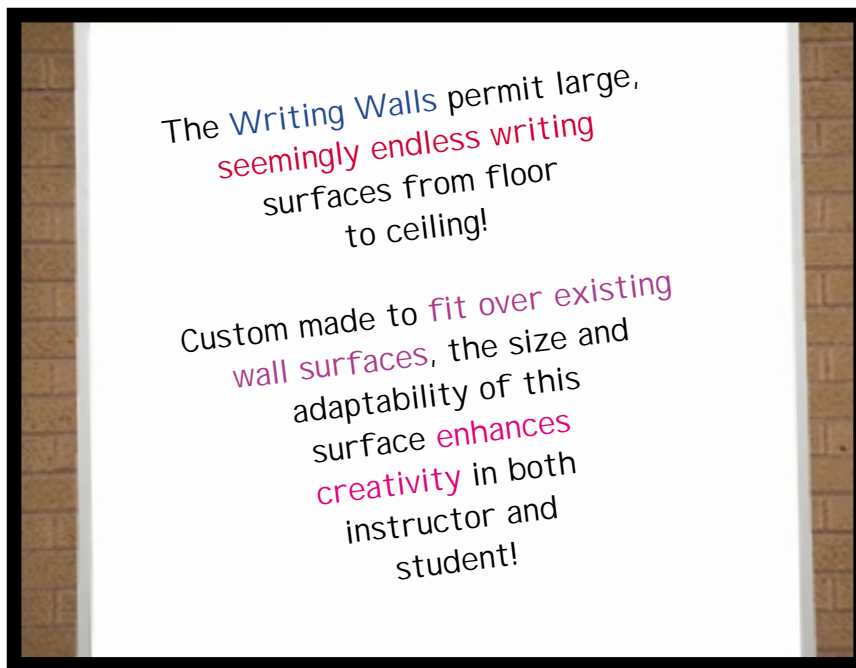 The Writing Walls permit large,
seemingly endless writing
surfaces from floor
to ceiling!
Custom made to fit over existing
wall surfaces, the size and
adaptability of this
surface enhances
creativity in both
instructor and
student!